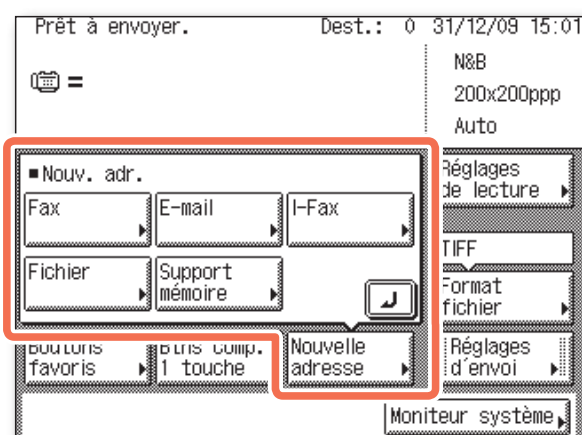 Prêt à envoyer. Dest.: 0 31/12/09 15:01
N&B
=
200x200ppp
Auto
■Nouv. adr.
Réglages
de lecture
Fax E-mail I-Fax
TIFF
Fichier Support
mémoire
Format
fichier
Boutons Btns comp. Nouvelle Réglages
favoris 1 touche adresse d'envoi
Moniteur système